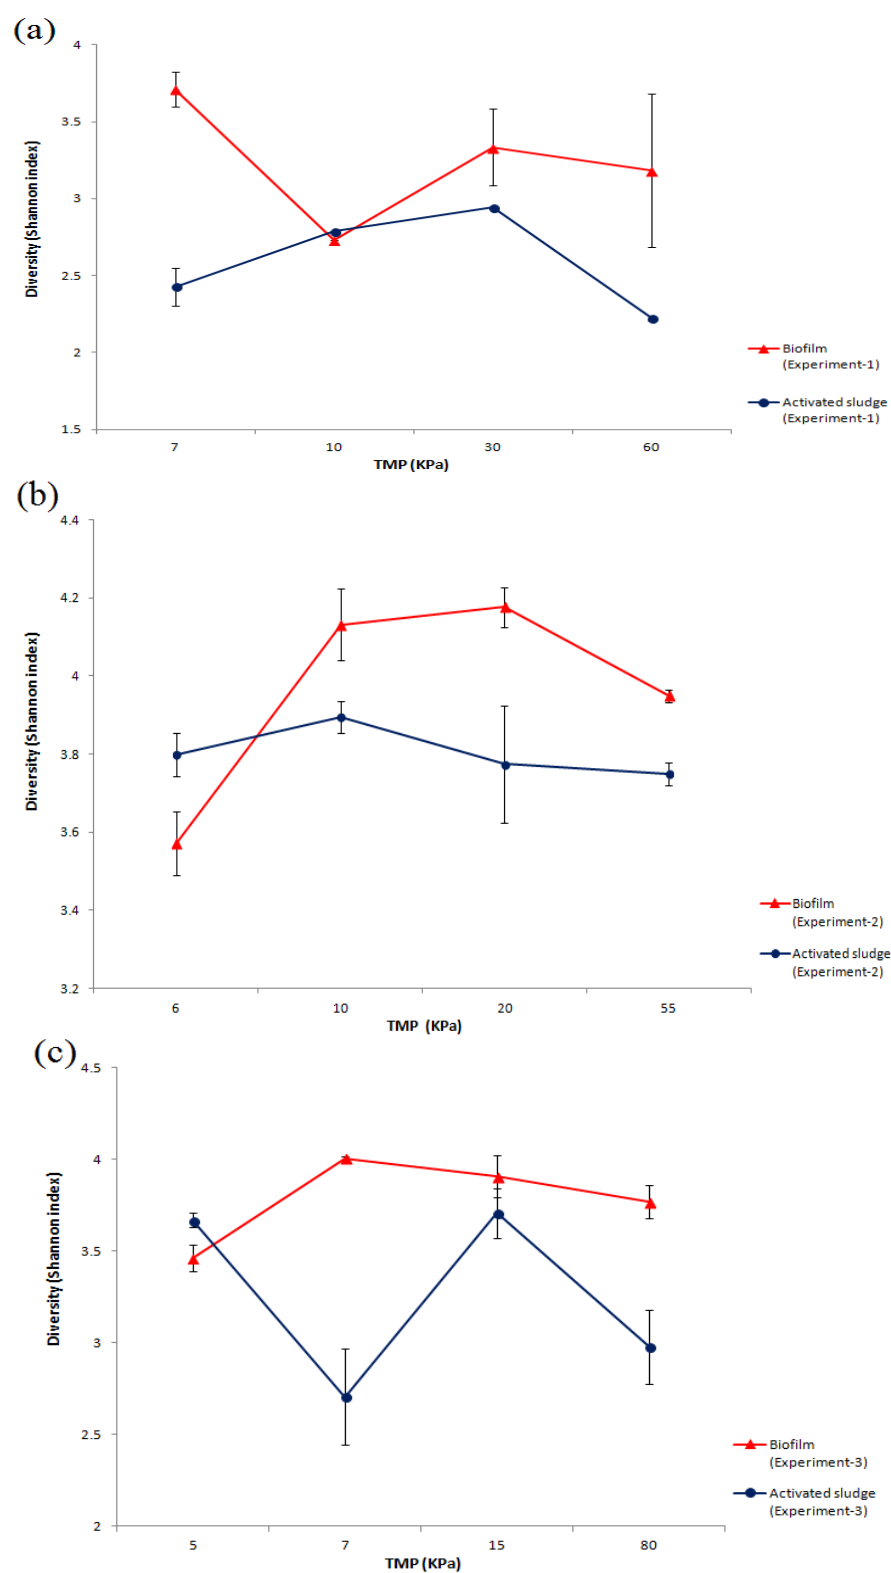 (a)
4
3.5
3
2.5
2
1.5
Diversity (Shannon index)
7 10 30 60
TMP (KPa)
Biofilm
(Experiment-1)
Activated sludge
(Experiment-1)
(b)
4.4
4.2
4
3.8
3.6
3.4
3.2
Diversity (Shannon index)
6 10 20 55
TMP (KPa)
Biofilm
(Experiment-2)
Activated sludge
(Experiment-2)
(c)
4.5
4
3.5
3
2.5
2
Diversity (Shannon index)
5 7 15 80
TMP (KPa)
Biofilm
(Experiment-3)
Activated sludge
(Experiment-3)